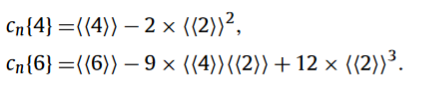 cₙ{4} =⟨⟨4⟩⟩ − 2 × ⟨⟨2⟩⟩²,
cₙ{6} =⟨⟨6⟩⟩ − 9 × ⟨⟨4⟩⟩⟨⟨2⟩⟩ + 12 × ⟨⟨2⟩⟩³.